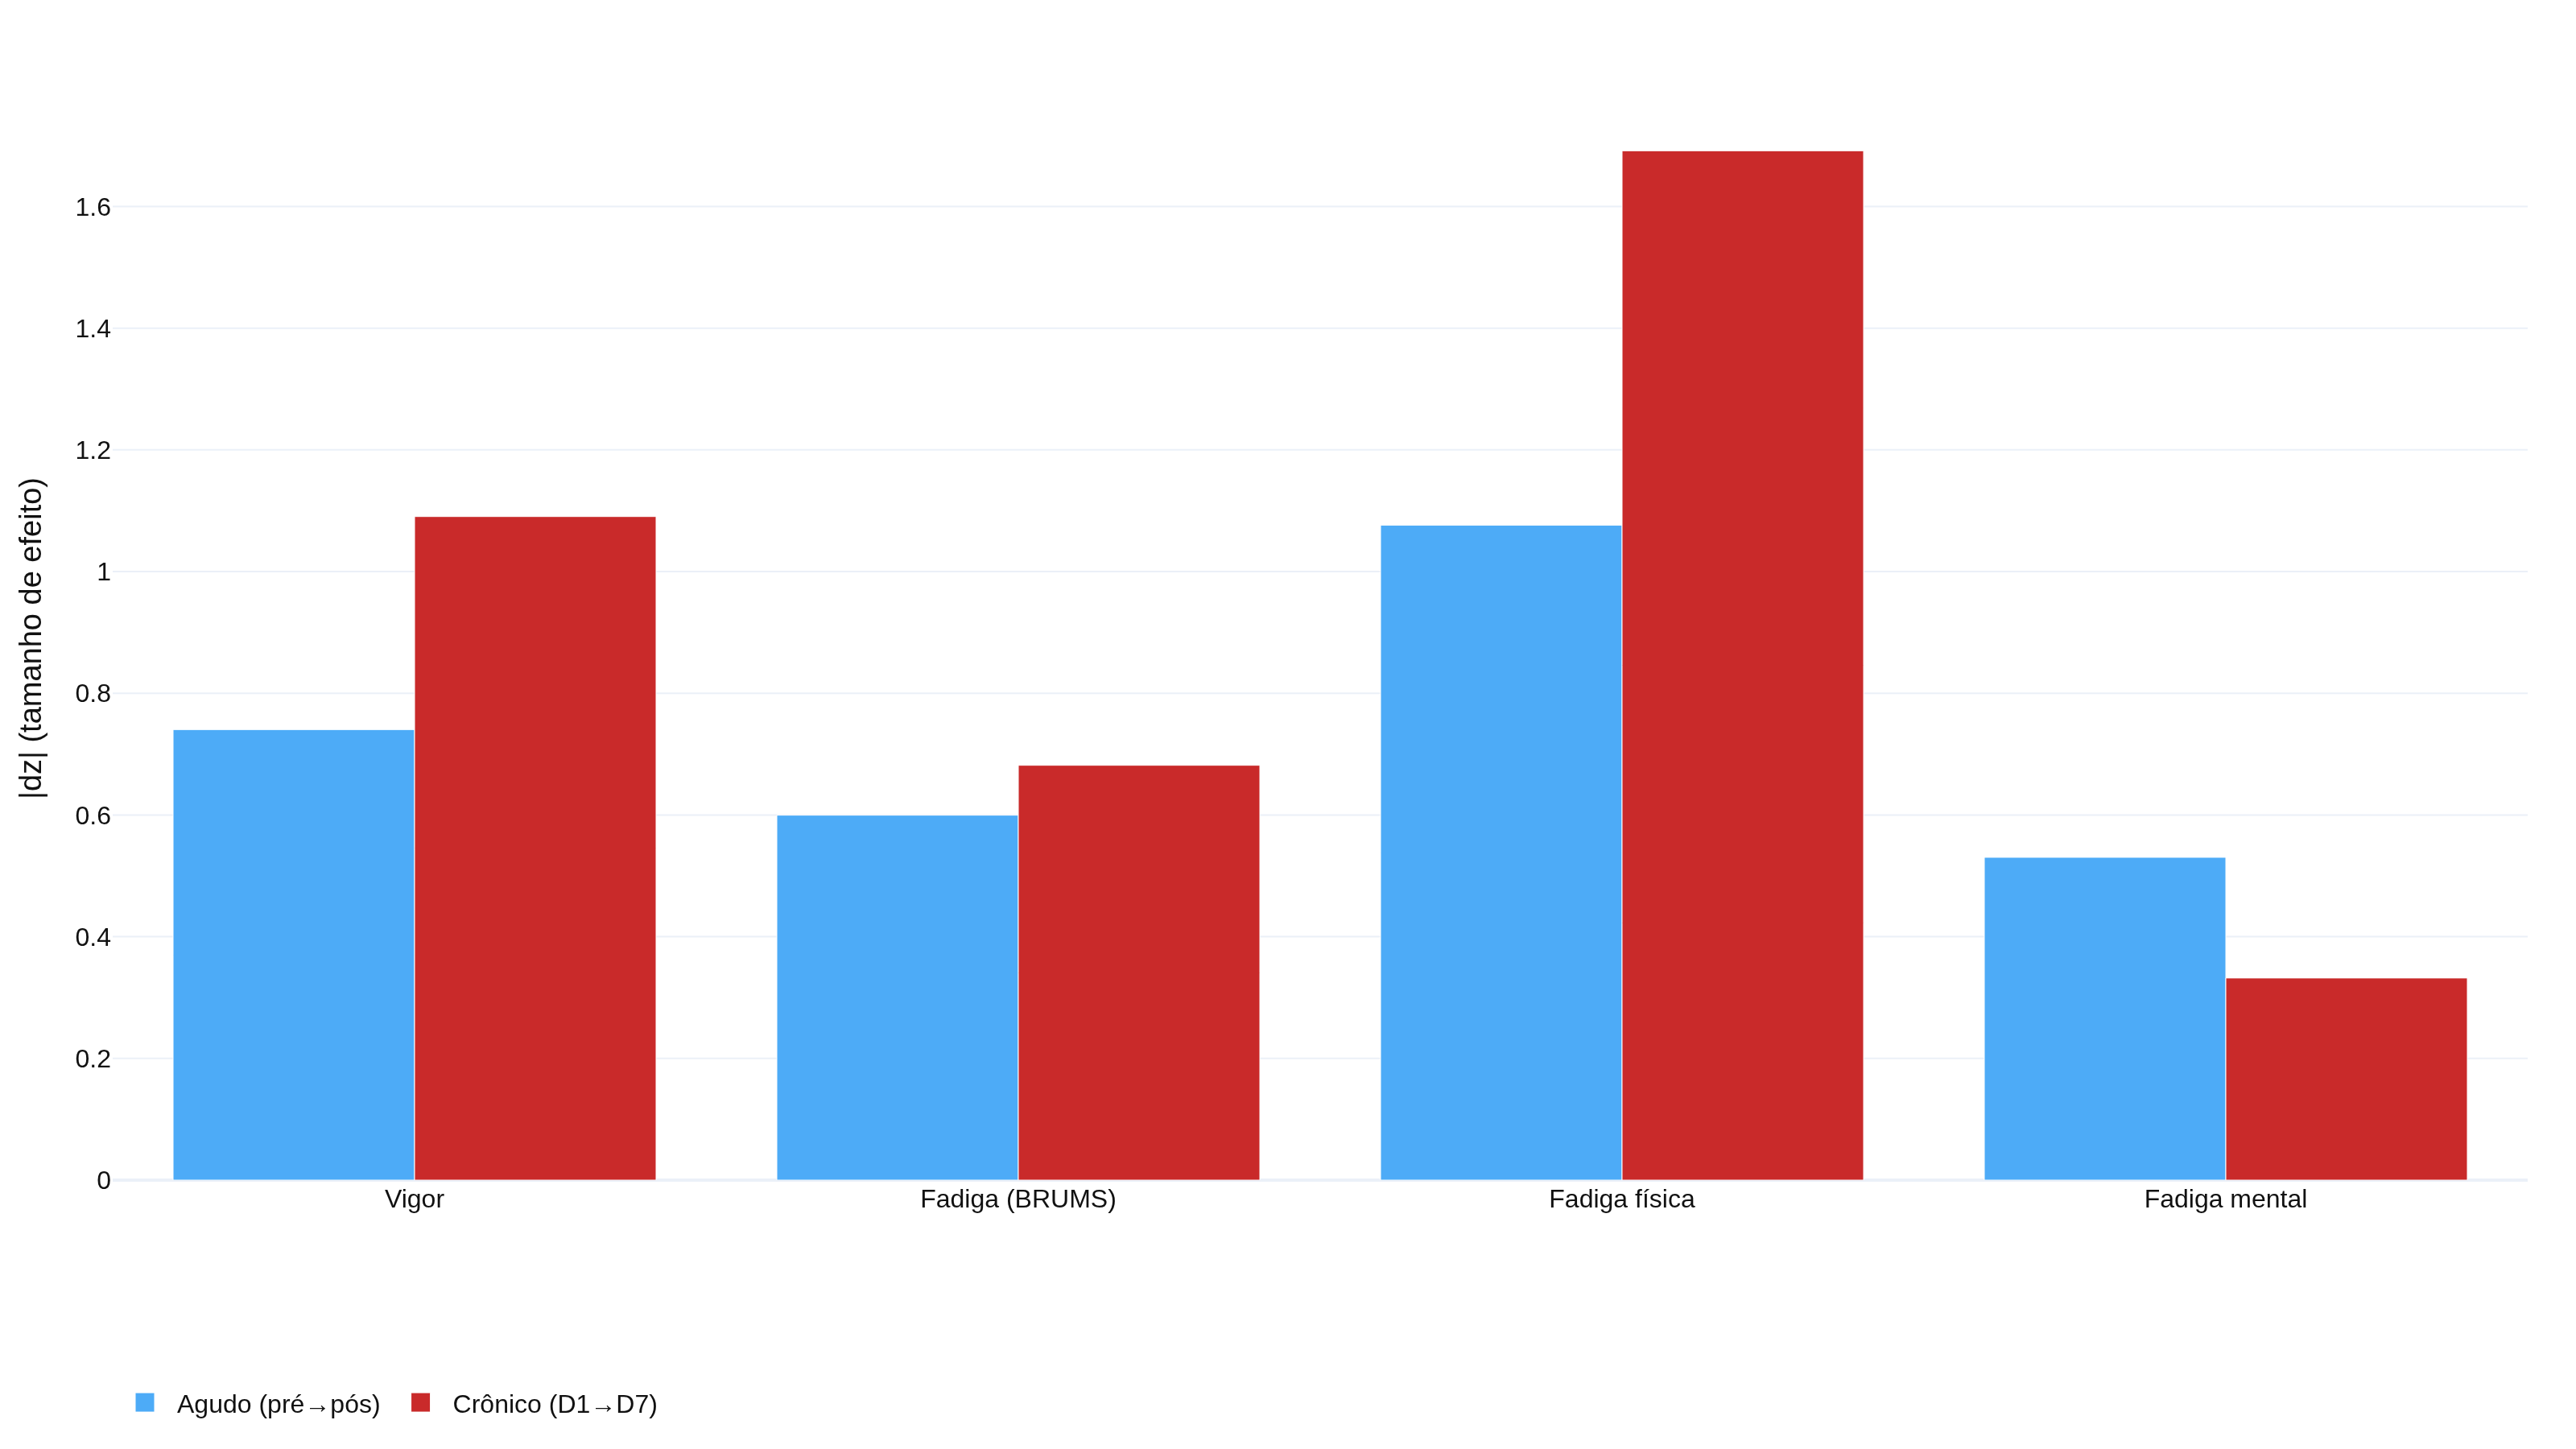 1.6
1.4
1.2
1
0.8
0.6
0.4
0.2
0
|dz| (tamanho de efeito)
Vigor
Fadiga (BRUMS)
Fadiga física
Fadiga mental
Agudo (pré→pós)
Crônico (D1→D7)